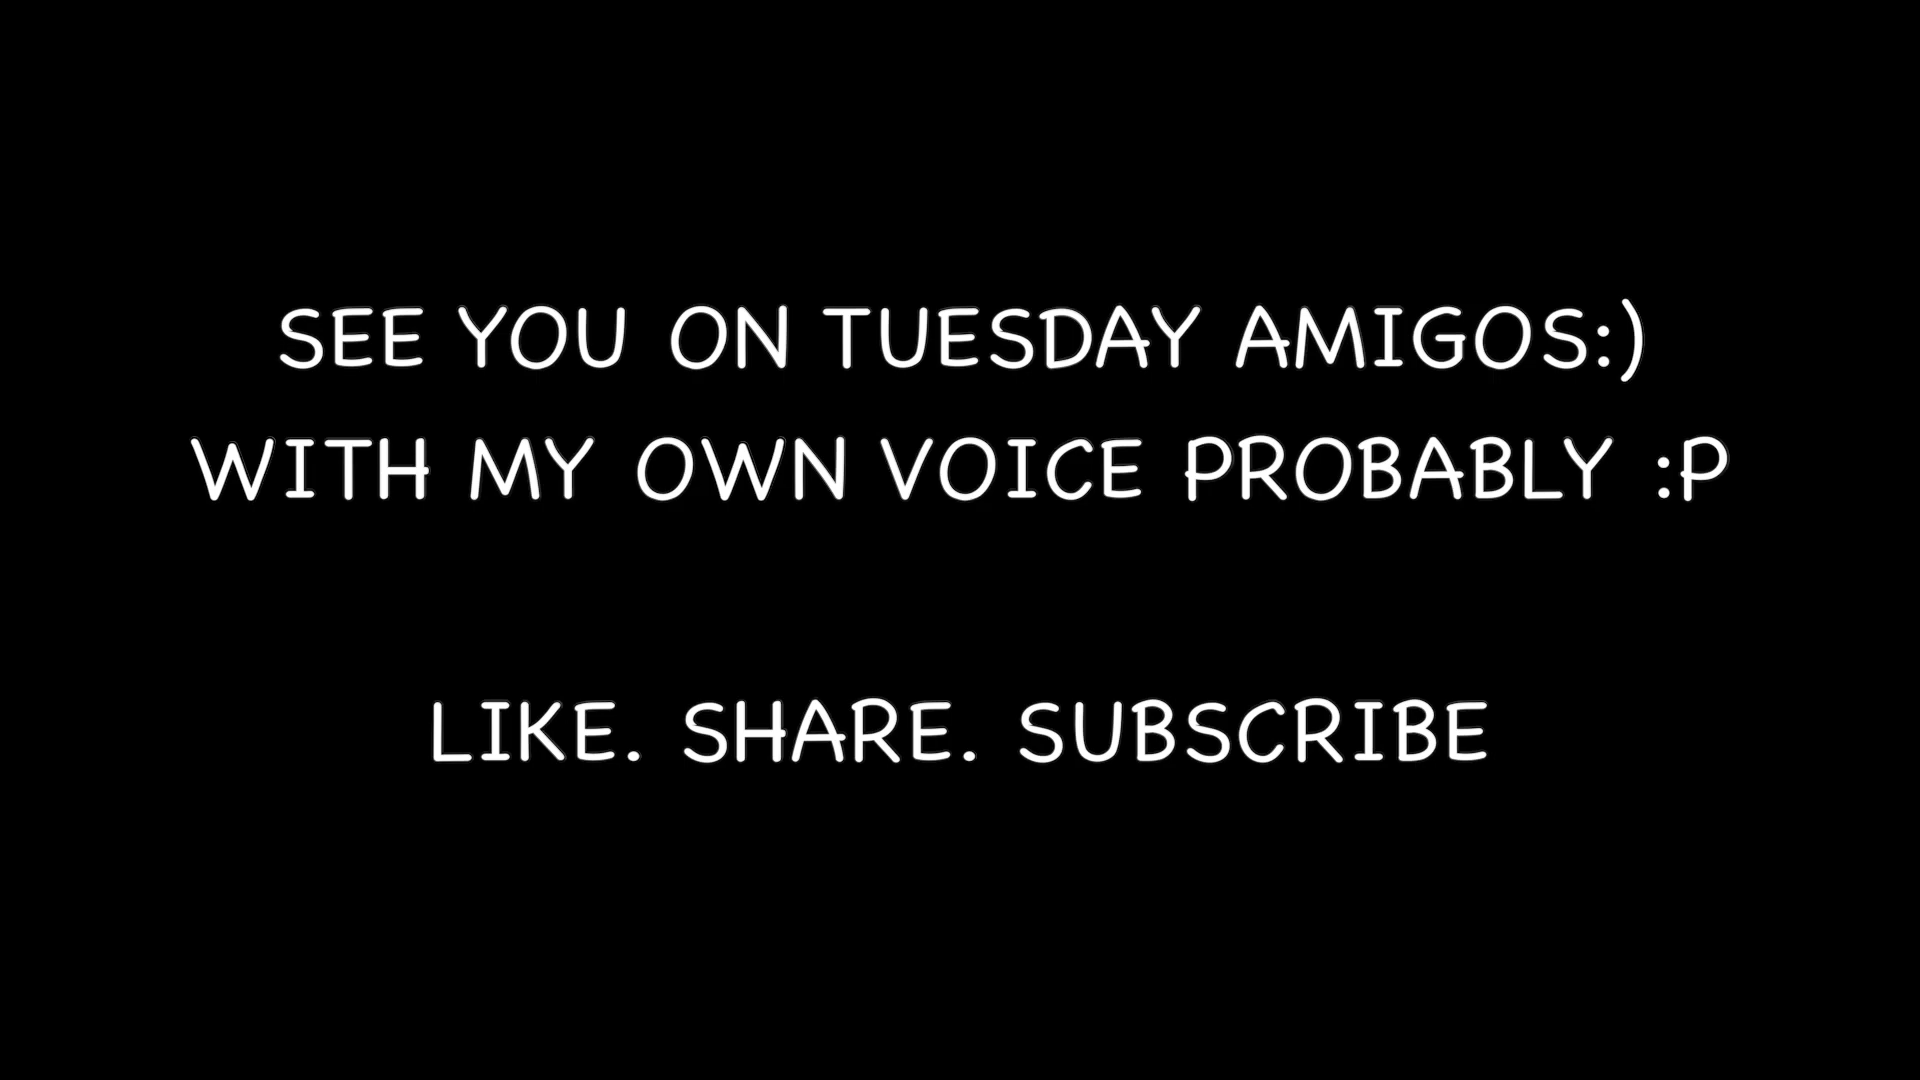 SEE YOU ON TUESDAY AMIGOS:)
WITH MY OWN VOICE PROBABLY :P
LIKE. SHARE. SUBSCRIBE